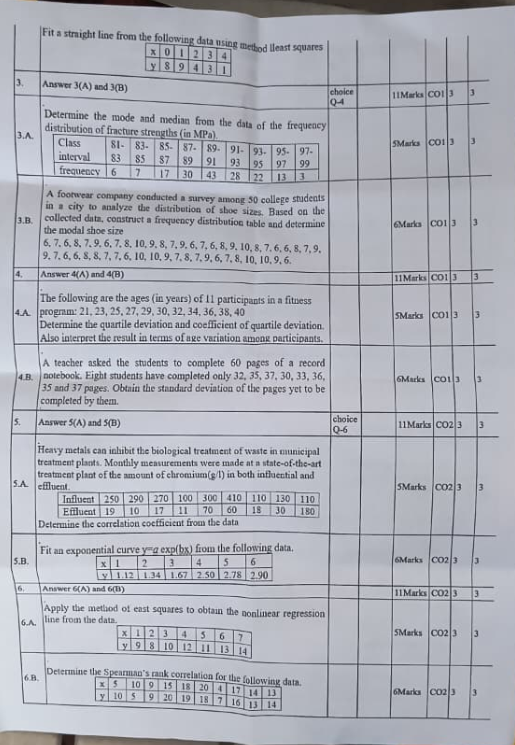 Fit a straight line from the following data using method lleast squares
x 0 1 2 3 4
y 8 9 4 3 1
3. Answer 3(A) and 3(B) choice Q-4 11Marks CO1 3 3
Determine the mode and median from the data of the frequency
3.A. distribution of fracture strengths (in MPa). 5Marks CO1 3 3
Class interval 81-83 83-85 85-87 87-89 89-91 91-93 93-95 95-97 97-99
frequency 6 7 17 30 43 28 22 13 3
A footwear company conducted a survey among 50 college students
in a city to analyze the distribution of shoe sizes. Based on the
3.B. collected data, construct a frequency distribution table and determine 6Marks CO1 3 3
the modal shoe size
6, 7, 6, 8, 7, 9, 6, 7, 8, 10, 9, 8, 7, 9, 6, 7, 6, 8, 9, 10, 8, 7, 6, 6, 8, 7, 9,
9, 7, 6, 6, 8, 8, 7, 7, 6, 10, 10, 9, 7, 8, 7, 9, 6, 7, 8, 10, 10, 9, 6.
4. Answer 4(A) and 4(B) 11Marks CO1 3 3
The following are the ages (in years) of 11 participants in a fitness
4.A. program: 21, 23, 25, 27, 29, 30, 32, 34, 36, 38, 40 5Marks CO1 3 3
Determine the quartile deviation and coefficient of quartile deviation.
Also interpret the result in terms of age variation among participants.
A teacher asked the students to complete 60 pages of a record
4.B. notebook. Eight students have completed only 32, 35, 37, 30, 33, 36, 6Marks CO1 3 3
35 and 37 pages. Obtain the standard deviation of the pages yet to be
completed by them.
5. Answer 5(A) and 5(B) choice Q-6 11Marks CO2 3 3
Heavy metals can inhibit the biological treatment of waste in municipal
treatment plants. Monthly measurements were made at a state-of-the-art
treatment plant of the amount of chromium(g/l) in both influential and
5.A. effluent. 5Marks CO2 3 3
Influent 250 290 270 100 300 410 110 130 110
Effluent 19 10 17 11 70 60 18 30 180
Determine the correlation coefficient from the data
Fit an exponential curve y=a exp(bx) from the following data.
5.B. 6Marks CO2 3 3
x 1 2 3 4 5 6
y 1.12 1.34 1.67 2.50 2.78 2.90
6. Answer 6(A) and 6(B) 11Marks CO2 3 3
Apply the method of east squares to obtain the nonlinear regression
6.A. line from the data. 5Marks CO2 3 3
x 1 2 3 4 5 6 7
y 9 8 10 12 11 13 14
Determine the Spearman's rank correlation for the following data.
6.B. 6Marks CO2 3 3
x 5 10 9 15 18 20 4 17 14 13
y 10 5 9 20 19 18 7 16 13 14